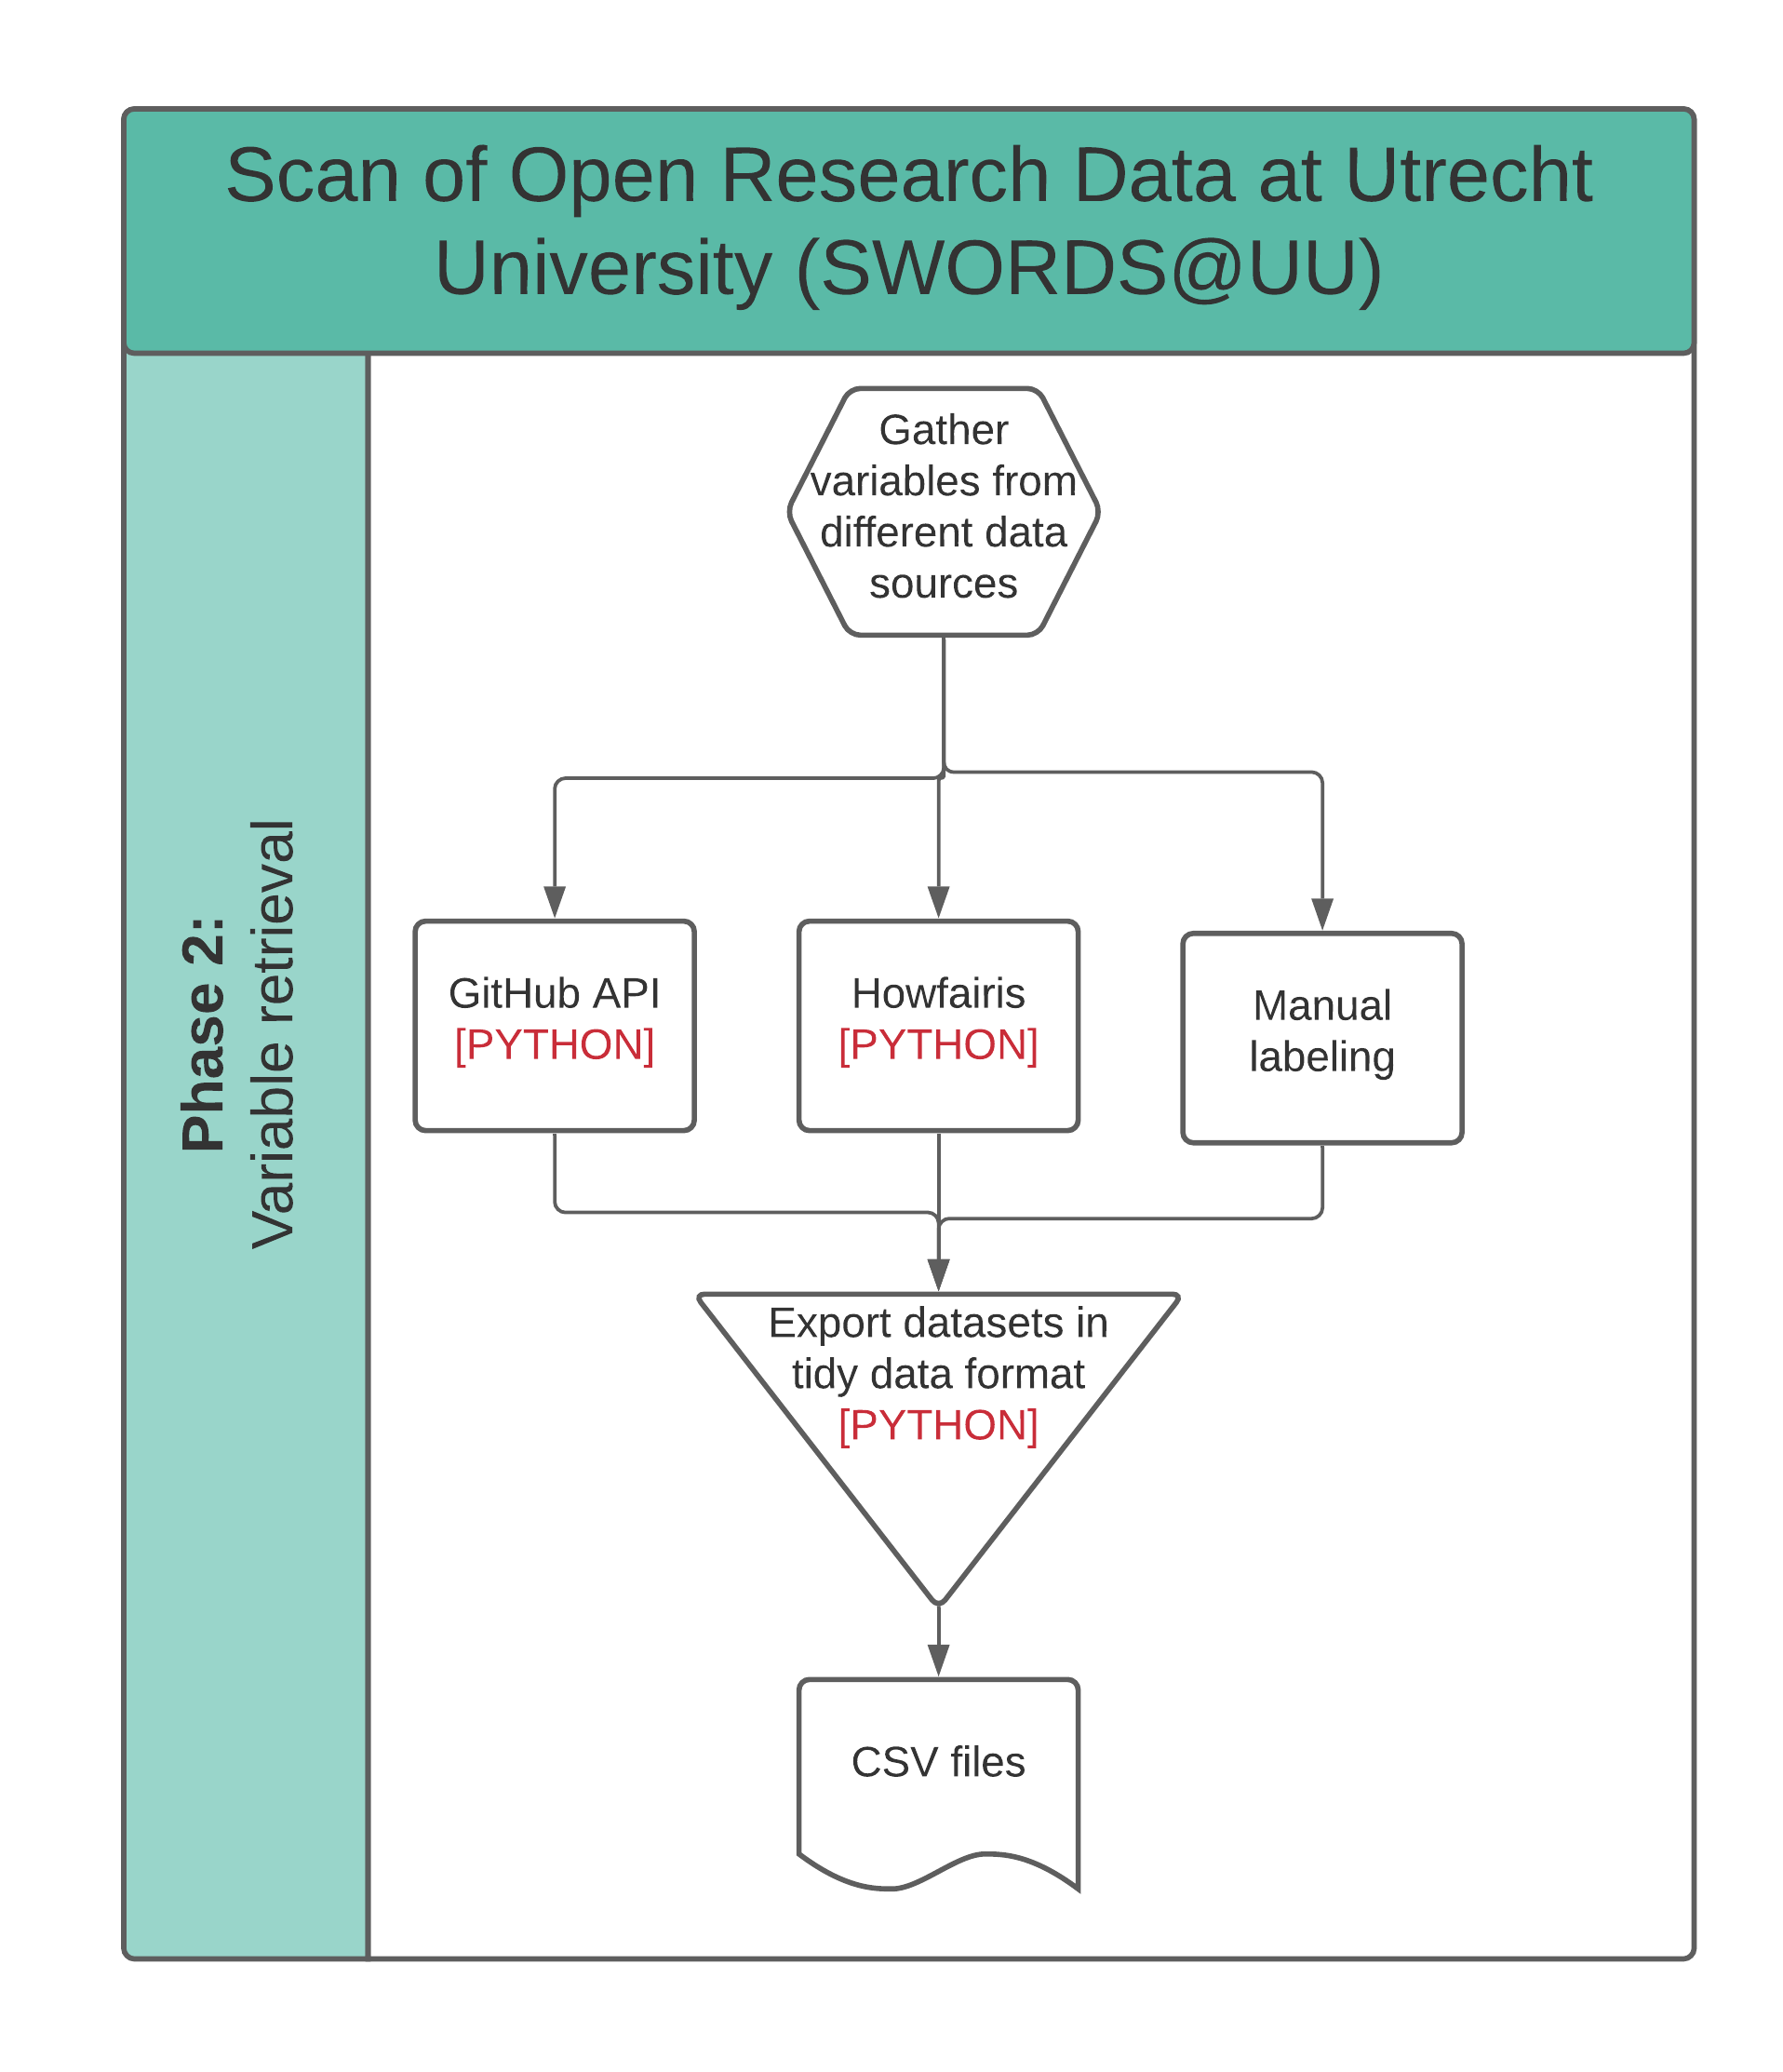 Scan of Open Research Data at Utrecht
University (SWORDS@UU)
Phase 2:
Variable retrieval
Gather
variables from
different data
sources
GitHub API
[PYTHON]
Howfairis
[PYTHON]
Manual
labeling
Export datasets in
tidy data format
[PYTHON]
CSV files